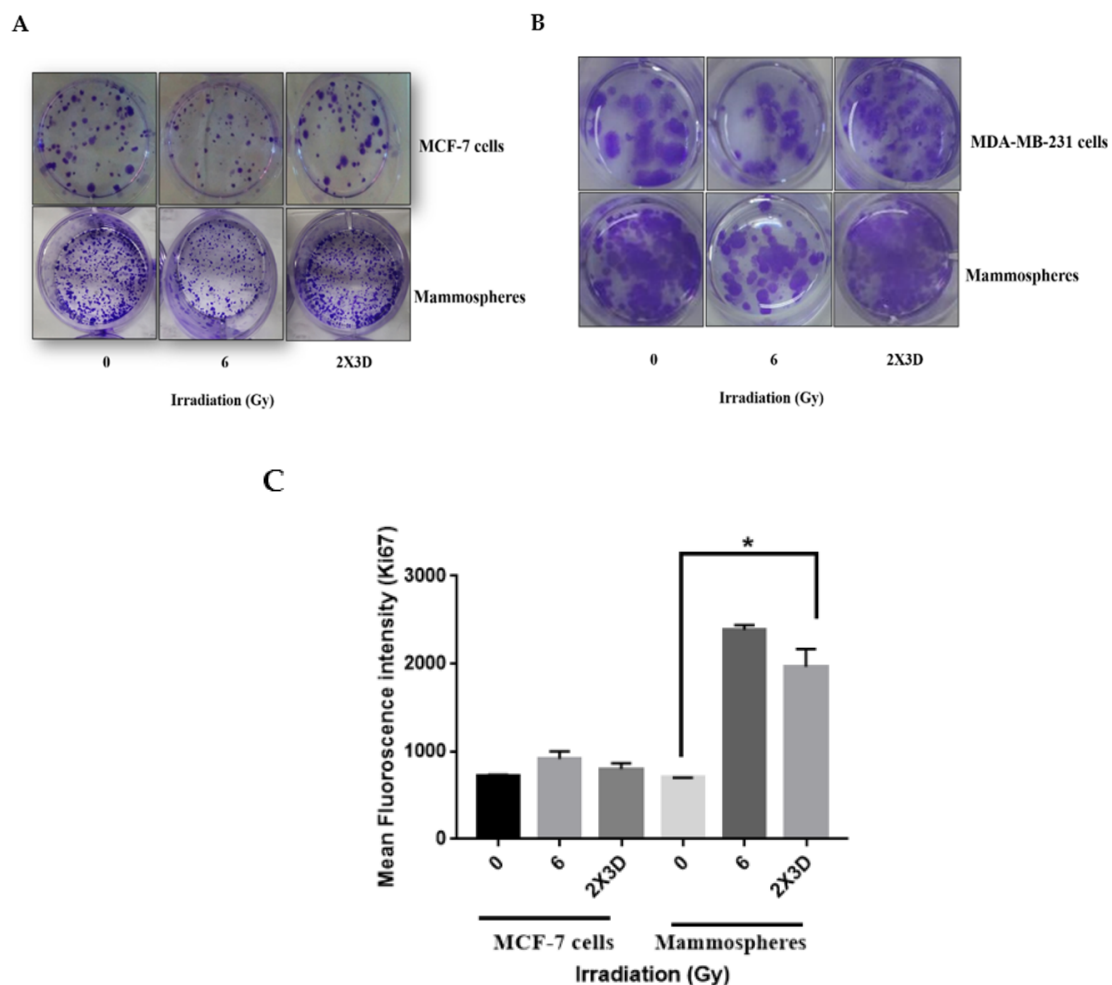 A
B
MCF-7 cells
Mammospheres
0 6 2X3D
Irradiation (Gy)
MDA-MB-231 cells
Mammospheres
0 6 2X3D
Irradiation (Gy)
C
Mean Fluoroscence intensity (Ki67)
*
3000
2000
1000
0
0 6 2X3D 0 6 2X3D
MCF-7 cells Mammospheres
Irradiation (Gy)